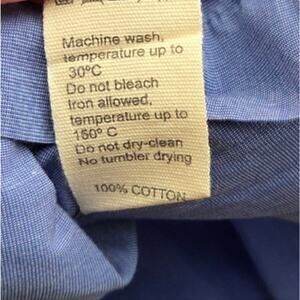 Machine wash,
temperature up to
30ºC
Do not bleach
Iron allowed,
temperature up to
150º C
Do not dry-clean
No tumbler drying
100% COTTON